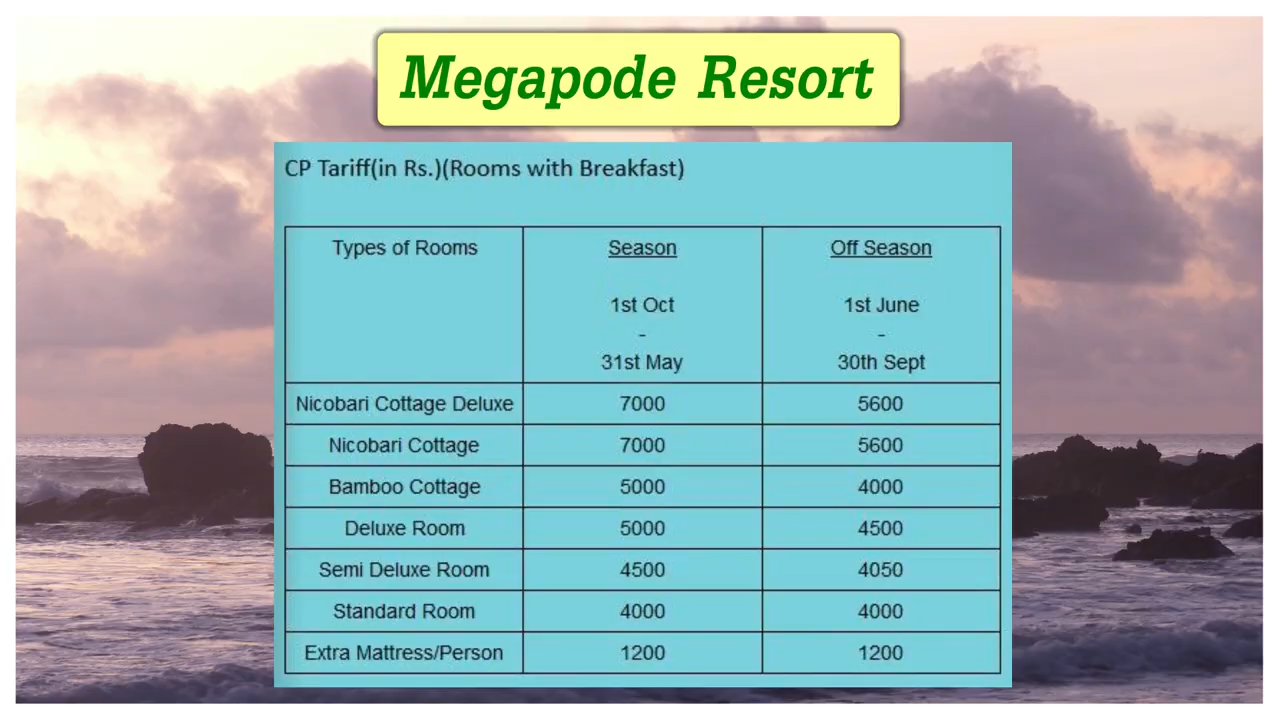 Megapode Resort
CP Tariff(in Rs.)(Rooms with Breakfast)
Types of Rooms Season Off Season
1st Oct 1st June
- -
31st May 30th Sept
Nicobari Cottage Deluxe 7000 5600
Nicobari Cottage 7000 5600
Bamboo Cottage 5000 4000
Deluxe Room 5000 4500
Semi Deluxe Room 4500 4050
Standard Room 4000 4000
Extra Mattress/Person 1200 1200